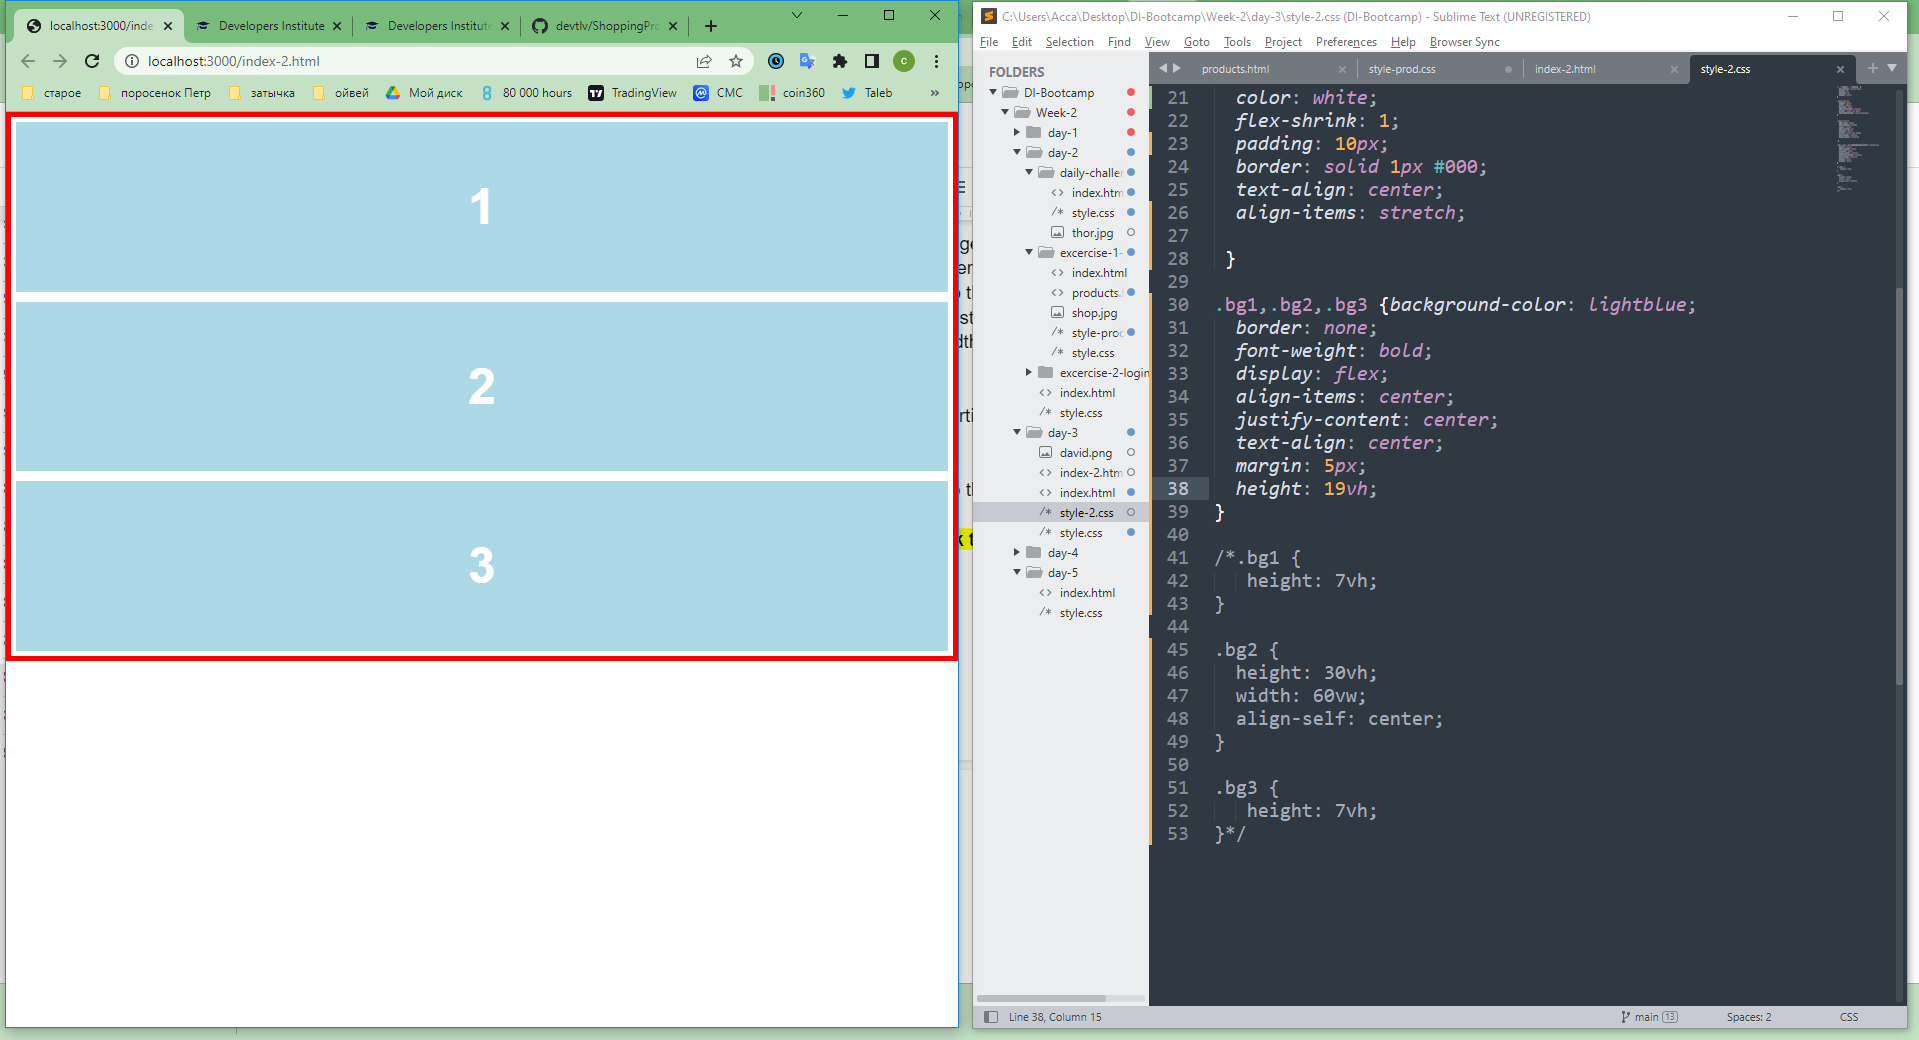 localhost:3000/inde
Developers Institute
Developers Institut
devtlv/ShoppingPro
localhost:3000/index-2.html
C
старое
поросенок Петр
затычка
ойвей
Мой диск
80 000 hours
TradingView
CMC
coin360
Taleb
»
1
2
3
C:\Users\Acca\Desktop\DI-Bootcamp\Week-2\day-3\style-2.css (DI-Bootcamp) - Sublime Text (UNREGISTERED)
File Edit Selection Find View Goto Tools Project Preferences Help Browser Sync
FOLDERS
DI-Bootcamp
Week-2
day-1
day-2
daily-challer
index.htm
style.css
thor.jpg
excercise-1-
index.html
products.
shop.jpg
style-proc
style.css
excercise-2-login
index.html
style.css
day-3
david.png
index-2.htm
index.html
style-2.css
style.css
day-4
day-5
index.html
style.css
products.html
style-prod.css
index-2.html
style-2.css
21 color: white;
22 flex-shrink: 1;
23 padding: 10px;
24 border: solid 1px #000;
25 text-align: center;
26 align-items: stretch;
27
28 }
29
30 .bg1,.bg2,.bg3 {background-color: lightblue;
31 border: none;
32 font-weight: bold;
33 display: flex;
34 align-items: center;
35 justify-content: center;
36 text-align: center;
37 margin: 5px;
38 height: 19vh;
39 }
40
41 /*.bg1 {
42 height: 7vh;
43 }
44
45 .bg2 {
46 height: 30vh;
47 width: 60vw;
48 align-self: center;
49 }
50
51 .bg3 {
52 height: 7vh;
53 }*/
Line 38, Column 15
main 13
Spaces: 2
CSS